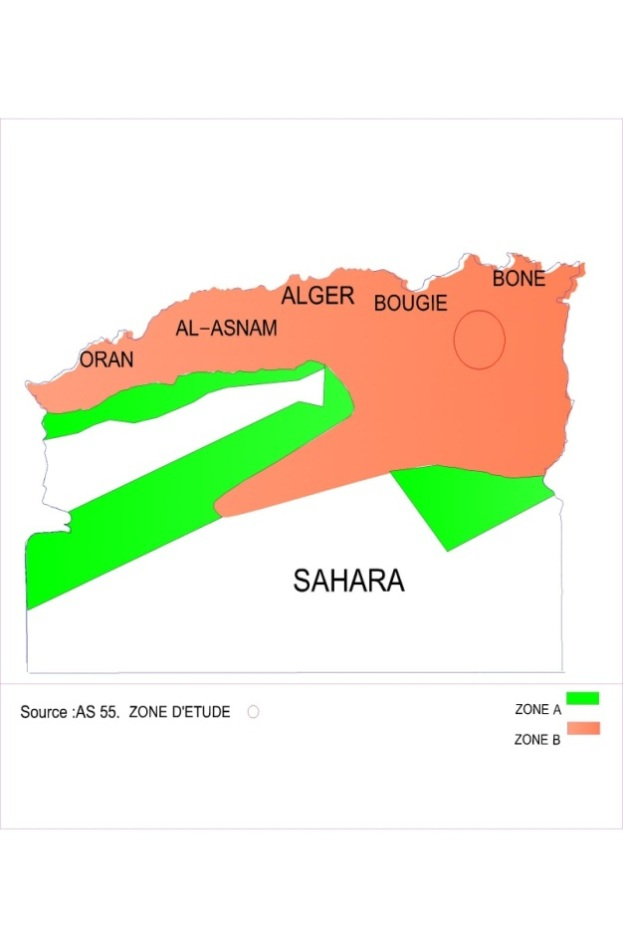 BONE
ALGER
BOUGIE
AL-ASNAM
ORAN
SAHARA
Source :AS 55. ZONE D'ETUDE
ZONE A
ZONE B